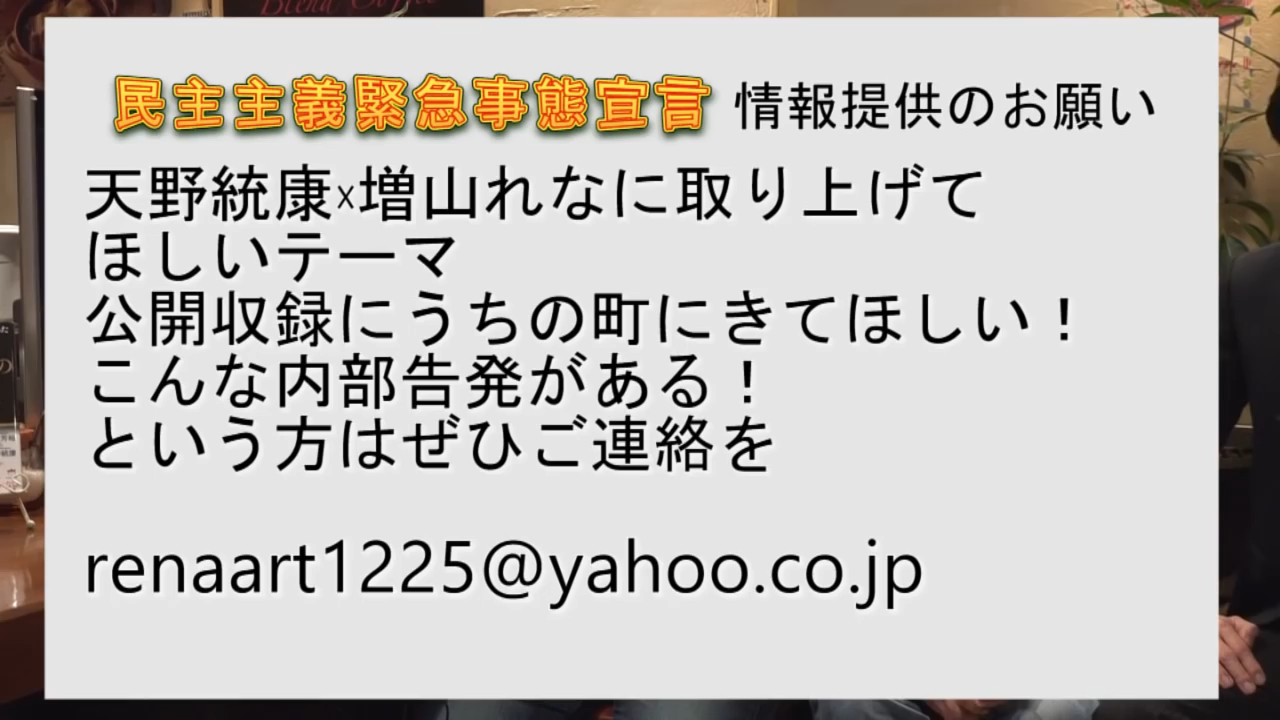 Blend Coffee
民主主義緊急事態宣言 情報提供のお願い
天野統康×増山れなに取り上げて
ほしいテーマ
公開収録にうちの町にきてほしい！
こんな内部告発がある！
という方はぜひご連絡を
renaart1225@yahoo.co.jp